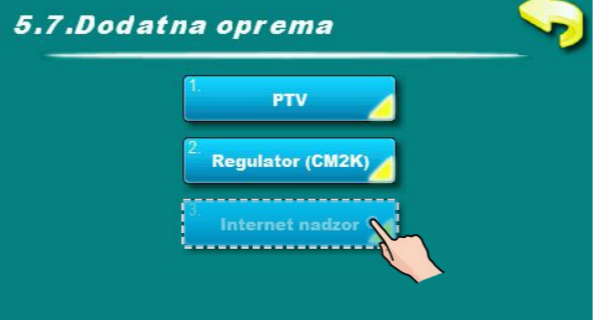 5.7.Dodatna oprema
1.
PTV
2.
Regulator (CM2K)
3.
Internet nadzor